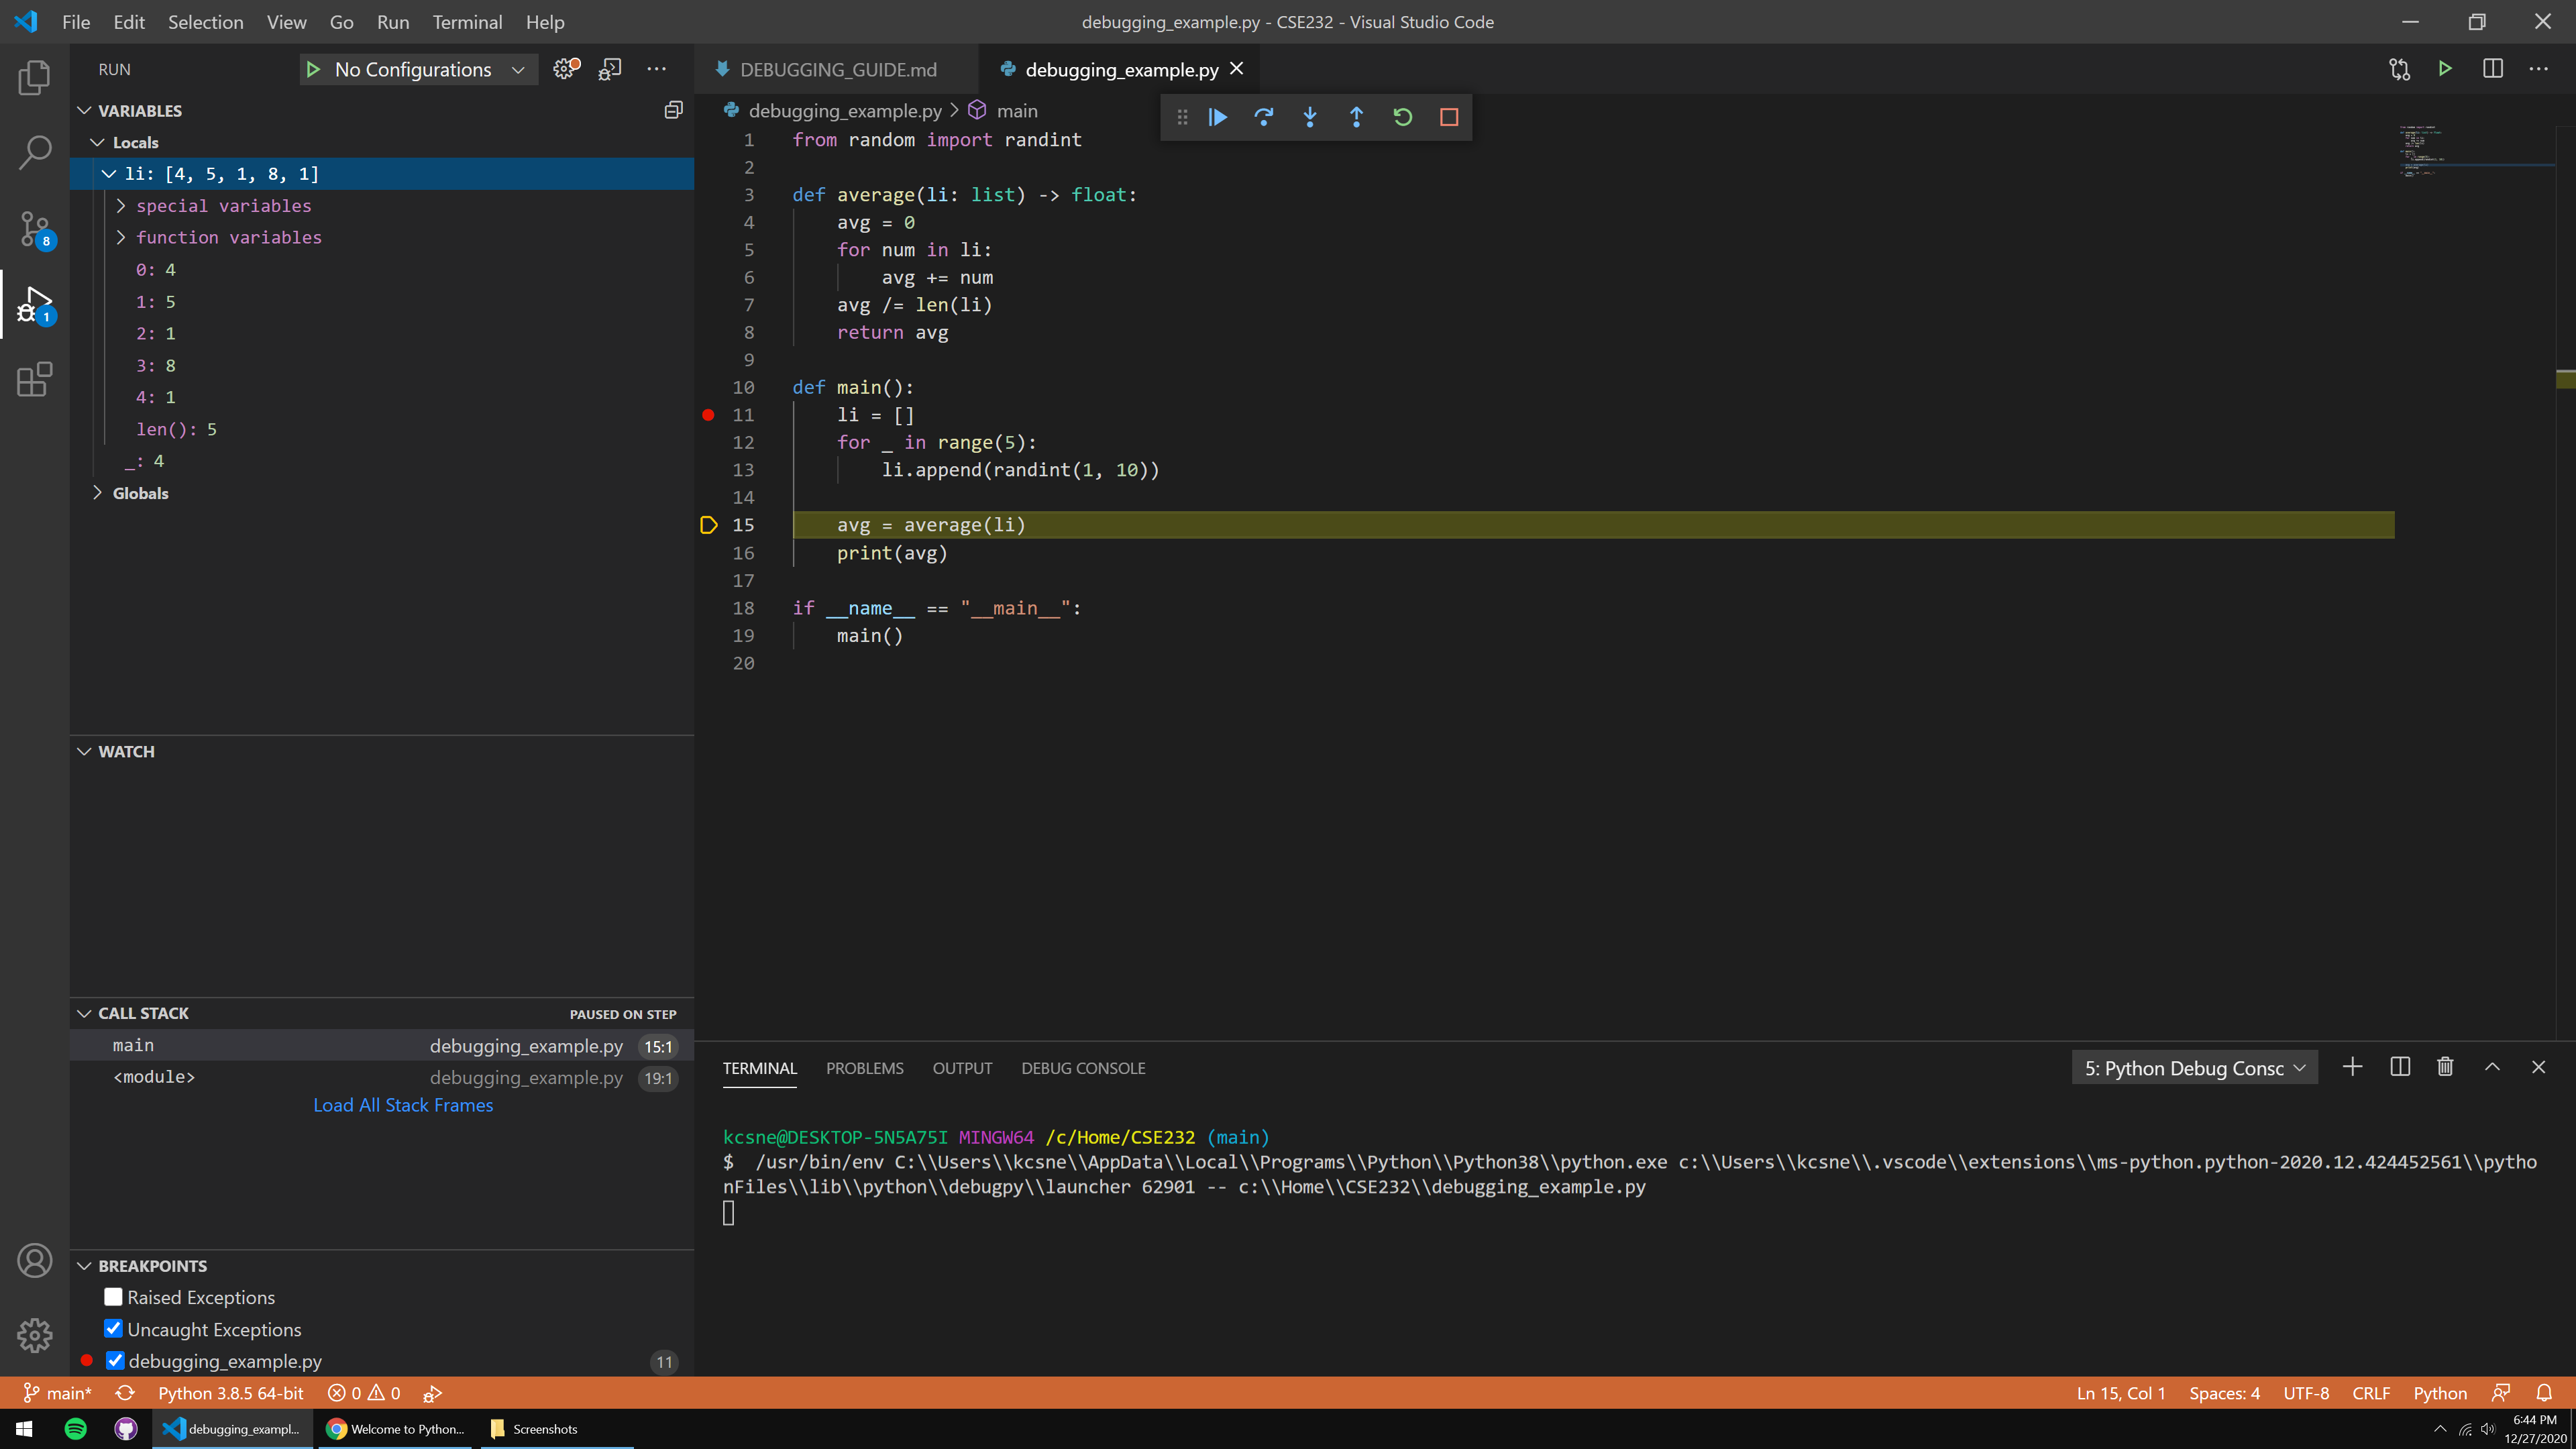 File Edit Selection View Go Run Terminal Help
debugging_example.py - CSE232 - Visual Studio Code
RUN
No Configurations
VARIABLES
Locals
li: [4, 5, 1, 8, 1]
special variables
function variables
0: 4
1: 5
2: 1
3: 8
4: 1
len(): 5
_: 4
Globals
WATCH
CALL STACK PAUSED ON STEP
main debugging_example.py 15:1
<module> debugging_example.py 19:1
Load All Stack Frames
BREAKPOINTS
Raised Exceptions
Uncaught Exceptions
debugging_example.py 11
8
1
DEBUGGING_GUIDE.md
debugging_example.py
debugging_example.py > main
1 from random import randint
2
3 def average(li: list) -> float:
4 avg = 0
5 for num in li:
6 avg += num
7 avg /= len(li)
8 return avg
9
10 def main():
11 li = []
12 for _ in range(5):
13 li.append(randint(1, 10))
14
15 avg = average(li)
16 print(avg)
17
18 if __name__ == "__main__":
19 main()
20
TERMINAL PROBLEMS OUTPUT DEBUG CONSOLE
5: Python Debug Consc
kcsne@DESKTOP-5N5A75I MINGW64 /c/Home/CSE232 (main)
$ /usr/bin/env C:\\Users\\kcsne\\AppData\\Local\\Programs\\Python\\Python38\\python.exe c:\\Users\\kcsne\\.vscode\\extensions\\ms-python.python-2020.12.424452561\\pytho
nFiles\\lib\\python\\debugpy\\launcher 62901 -- c:\\Home\\CSE232\\debugging_example.py
main* Python 3.8.5 64-bit 0 0
Ln 15, Col 1 Spaces: 4 UTF-8 CRLF Python
debugging_exampl...
Welcome to Python...
Screenshots
6:44 PM
12/27/2020